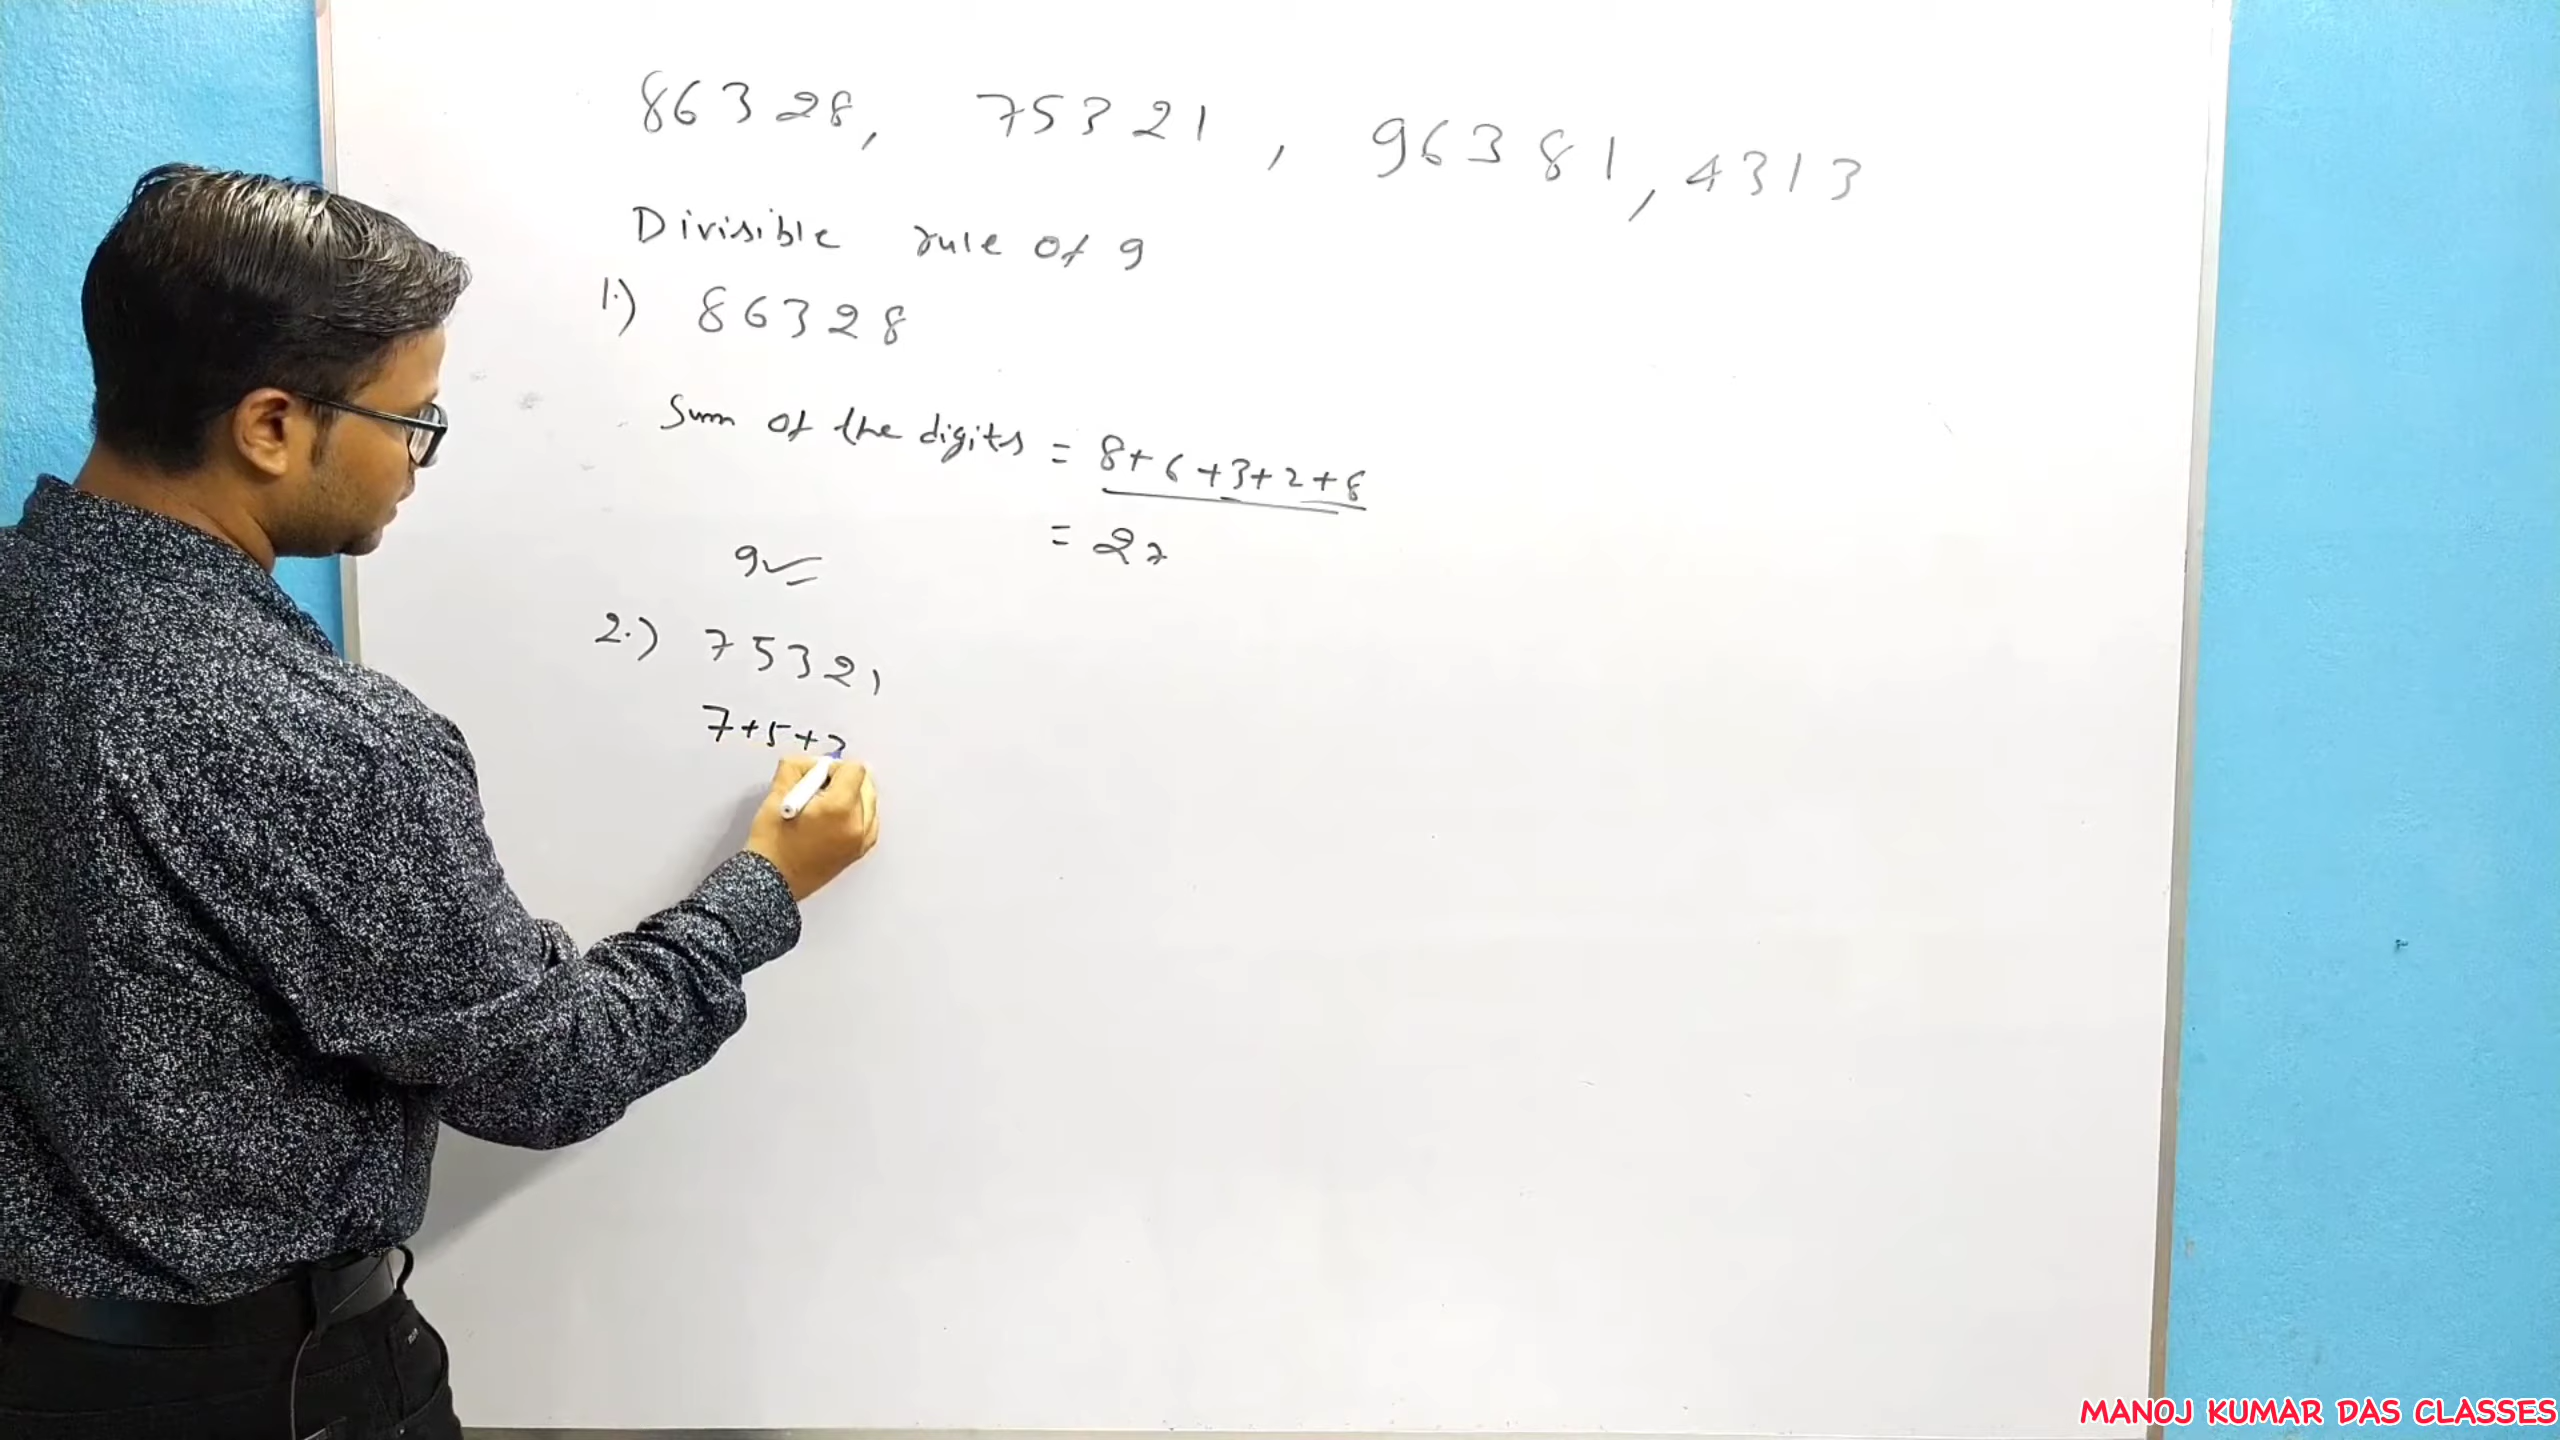 86328, 75321, 96381, 4313
Divisible rule of 9
1.) 86328
Sum of the digits = 8+6+3+2+8
= 27
9✓
2.) 75321
7+5+3
MANOJ KUMAR DAS CLASSES